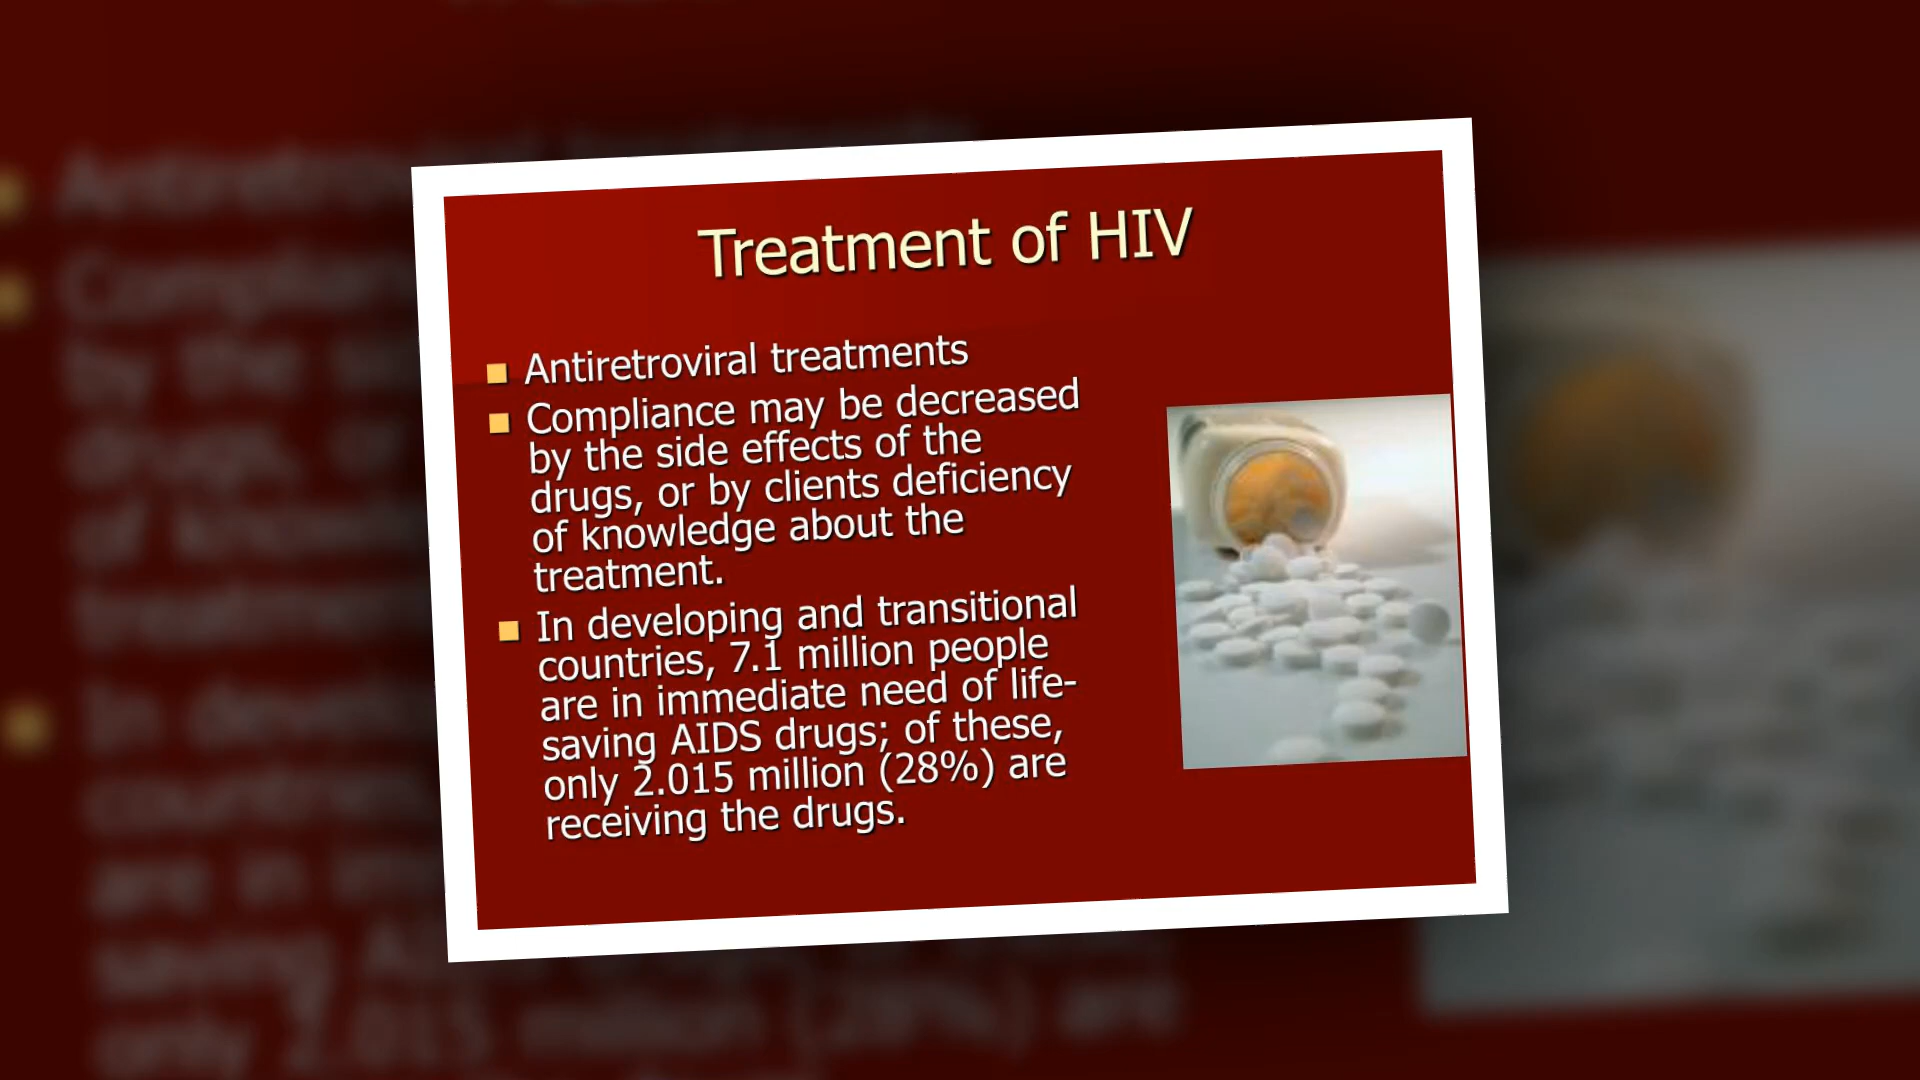 Treatment of HIV
Antiretroviral treatments
Compliance may be decreased
by the side effects of the
drugs, or by clients deficiency
of knowledge about the
treatment.
In developing and transitional
countries, 7.1 million people
are in immediate need of life-
saving AIDS drugs; of these,
only 2.015 million (28%) are
receiving the drugs.